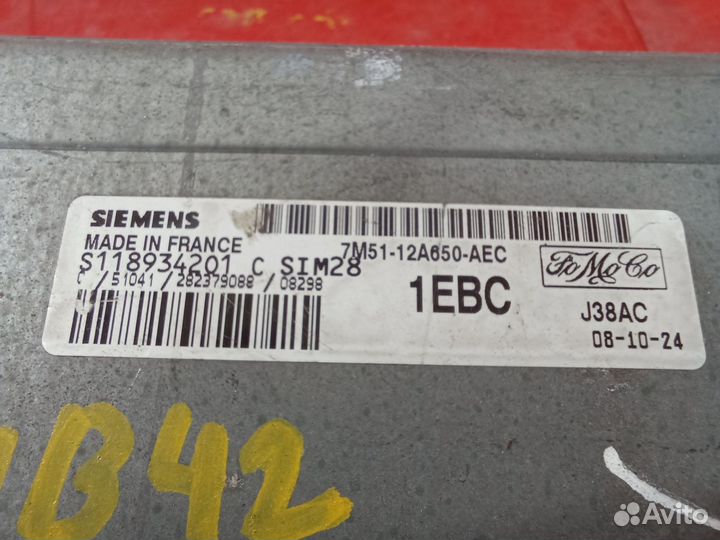 SIEMENS
MADE IN FRANCE
7M51-12A650-AEC
S118934201 C SIM28
/51041/282379088 /08298
1EBC
FoMoCo
J38AC
08-10-24
B42
Avito